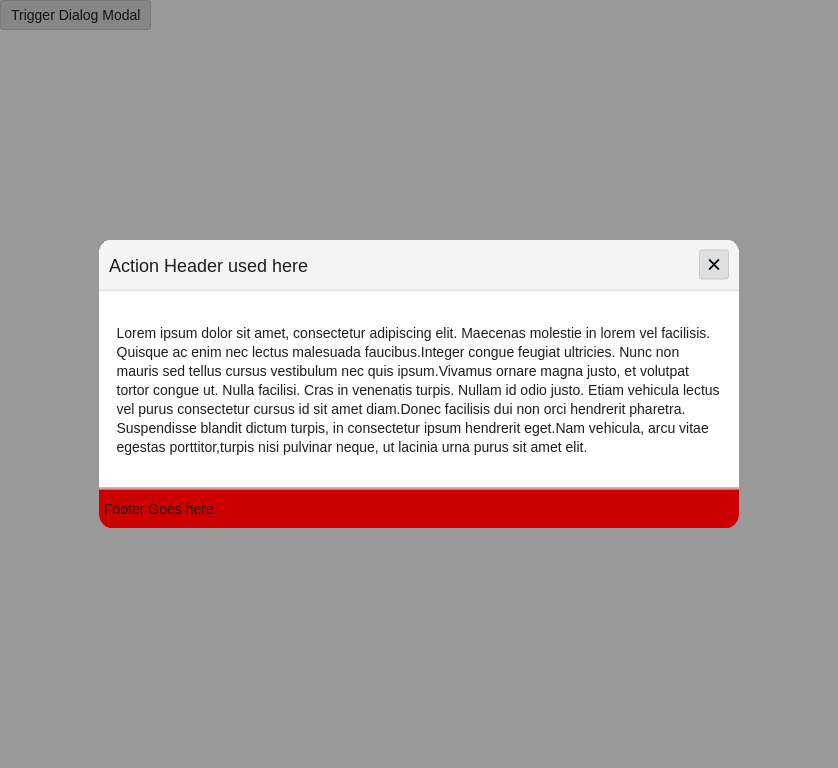 Trigger Dialog Modal
Action Header used here
Lorem ipsum dolor sit amet, consectetur adipiscing elit. Maecenas molestie in lorem vel facilisis.
Quisque ac enim nec lectus malesuada faucibus.Integer congue feugiat ultricies. Nunc non
mauris sed tellus cursus vestibulum nec quis ipsum.Vivamus ornare magna justo, et volutpat
tortor congue ut. Nulla facilisi. Cras in venenatis turpis. Nullam id odio justo. Etiam vehicula lectus
vel purus consectetur cursus id sit amet diam.Donec facilisis dui non orci hendrerit pharetra.
Suspendisse blandit dictum turpis, in consectetur ipsum hendrerit eget.Nam vehicula, arcu vitae
egestas porttitor,turpis nisi pulvinar neque, ut lacinia urna purus sit amet elit.
Footer Goes here